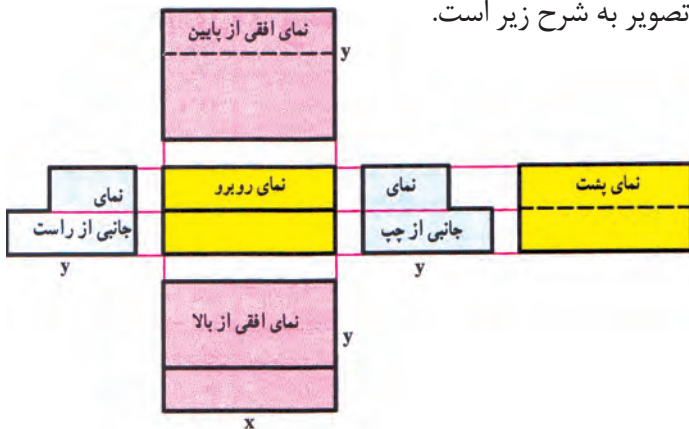 تصویر به شرح زیر است.
نمای افقی از پایین
y
نمای پشت
نمای
جانبی از چپ
y
نمای روبرو
نمای
جانبی از راست
y
نمای افقی از بالا
y
x